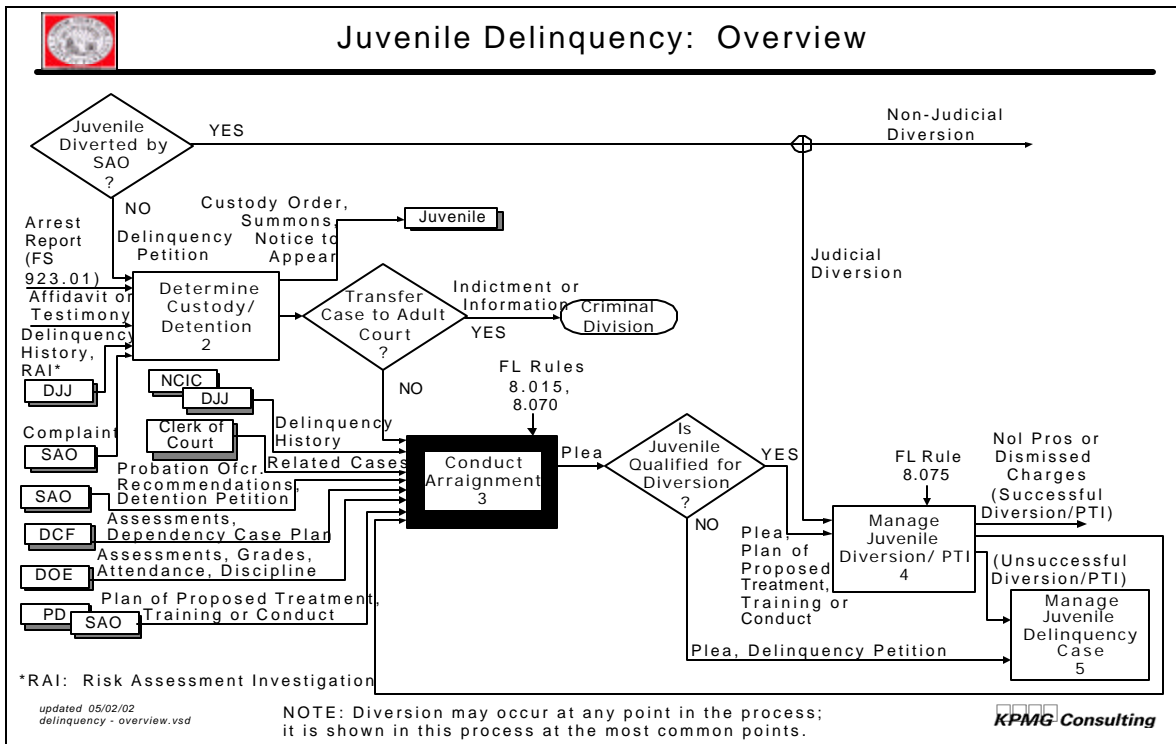 Juvenile Delinquency: Overview
Juvenile
Diverted by
SAO
?
YES
Non-Judicial
Diversion
NO
Delinquency
Petition
Custody Order,
Summons,
Notice to
Appear
Juvenile
Judicial
Diversion
Arrest
Report
(FS
923.01)
Affidavit or
Testimony
Delinquency
History,
RAI*
DJJ
Complaint
SAO
Determine
Custody/
Detention
2
Transfer
Case to Adult
Court
?
Indictment or
Information
YES
Criminal
Division
NO
NCIC
DJJ
Delinquency
History
Clerk of
Court
Related Cases
Probation Ofcr.
Recommendations,
Detention Petition
SAO
Assessments,
Dependency Case Plan
DCF
Assessments, Grades,
Attendance, Discipline
DOE
Plan of Proposed Treatment,
Training or Conduct
PD
SAO
FL Rules
8.015,
8.070
Conduct
Arraignment
3
Plea
Is
Juvenile
Qualified for
Diversion
?
YES
NO
Plea,
Plan of
Proposed
Treatment,
Training or
Conduct
FL Rule
8.075
Manage
Juvenile
Diversion/ PTI
4
Nol Pros or
Dismissed
Charges
(Successful
Diversion/PTI)
(Unsuccessful
Diversion/PTI)
Manage
Juvenile
Delinquency
Case
5
Plea, Delinquency Petition
*RAI: Risk Assessment Investigation
updated 05/02/02
delinquency - overview.vsd
NOTE: Diversion may occur at any point in the process;
it is shown in this process at the most common points.
KPMG Consulting